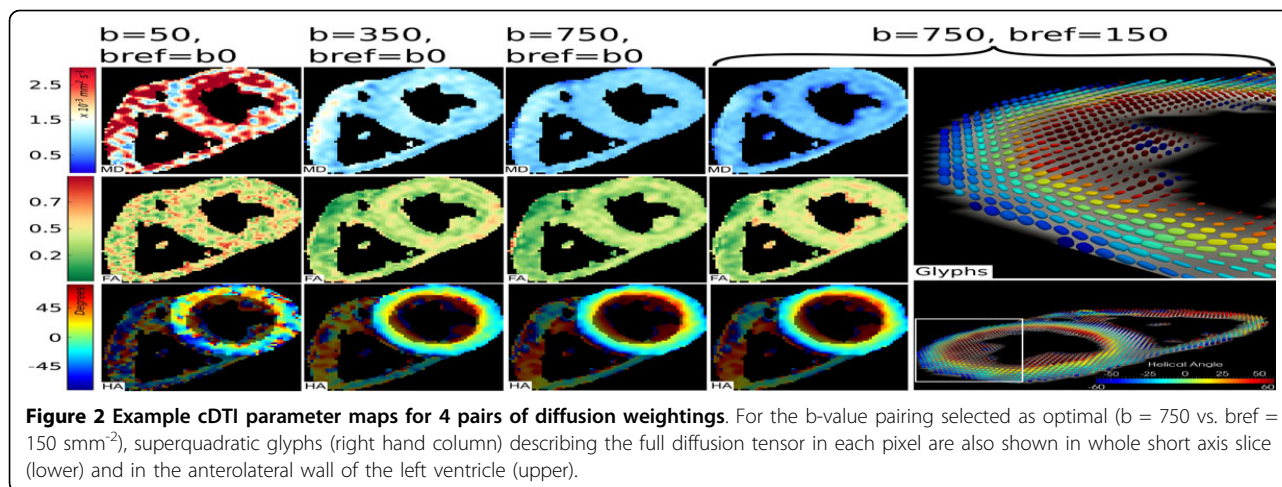 b=50,
bref=b0
b=350,
bref=b0
b=750,
bref=b0
b=750, bref=150
2.5
1.5
0.5
x 10⁻³ mm² s⁻¹
MD
MD
MD
MD
0.7
0.5
0.2
FA
FA
FA
FA
Glyphs
45
0
-45
Degrees
HA
HA
HA
HA
Helical Angle
-50 -25 0 25 50
-60 60
Figure 2 Example cDTI parameter maps for 4 pairs of diffusion weightings. For the b-value pairing selected as optimal (b = 750 vs. bref =
150 smm⁻²), superquadratic glyphs (right hand column) describing the full diffusion tensor in each pixel are also shown in whole short axis slice
(lower) and in the anterolateral wall of the left ventricle (upper).